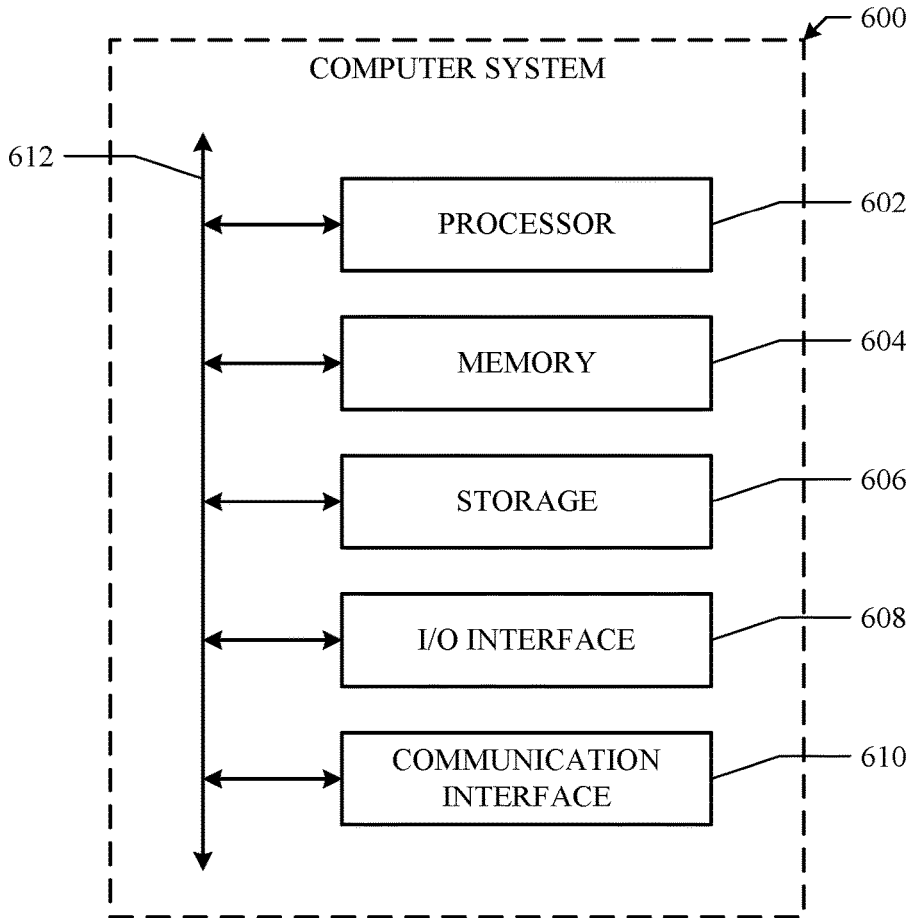 600
COMPUTER SYSTEM
612
PROCESSOR
602
MEMORY
604
STORAGE
606
I/O INTERFACE
608
COMMUNICATION
INTERFACE
610